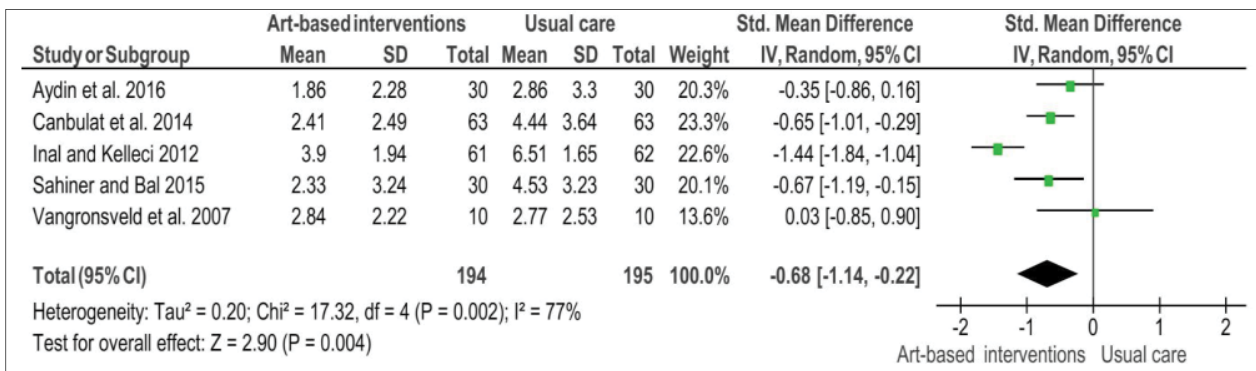 Art-based interventions Usual care Std. Mean Difference Std. Mean Difference
Study or Subgroup Mean SD Total Mean SD Total Weight IV, Random, 95% CI IV, Random, 95% CI
Aydin et al. 2016 1.86 2.28 30 2.86 3.3 30 20.3% -0.35 [-0.86, 0.16]
Canbulat et al. 2014 2.41 2.49 63 4.44 3.64 63 23.3% -0.65 [-1.01, -0.29]
Inal and Kelleci 2012 3.9 1.94 61 6.51 1.65 62 22.6% -1.44 [-1.84, -1.04]
Sahiner and Bal 2015 2.33 3.24 30 4.53 3.23 30 20.1% -0.67 [-1.19, -0.15]
Vangronsveld et al. 2007 2.84 2.22 10 2.77 2.53 10 13.6% 0.03 [-0.85, 0.90]
Total (95% CI) 194 195 100.0% -0.68 [-1.14, -0.22]
Heterogeneity: Tau² = 0.20; Chi² = 17.32, df = 4 (P = 0.002); I² = 77%
Test for overall effect: Z = 2.90 (P = 0.004)
-2 -1 0 1 2
Art-based interventions Usual care